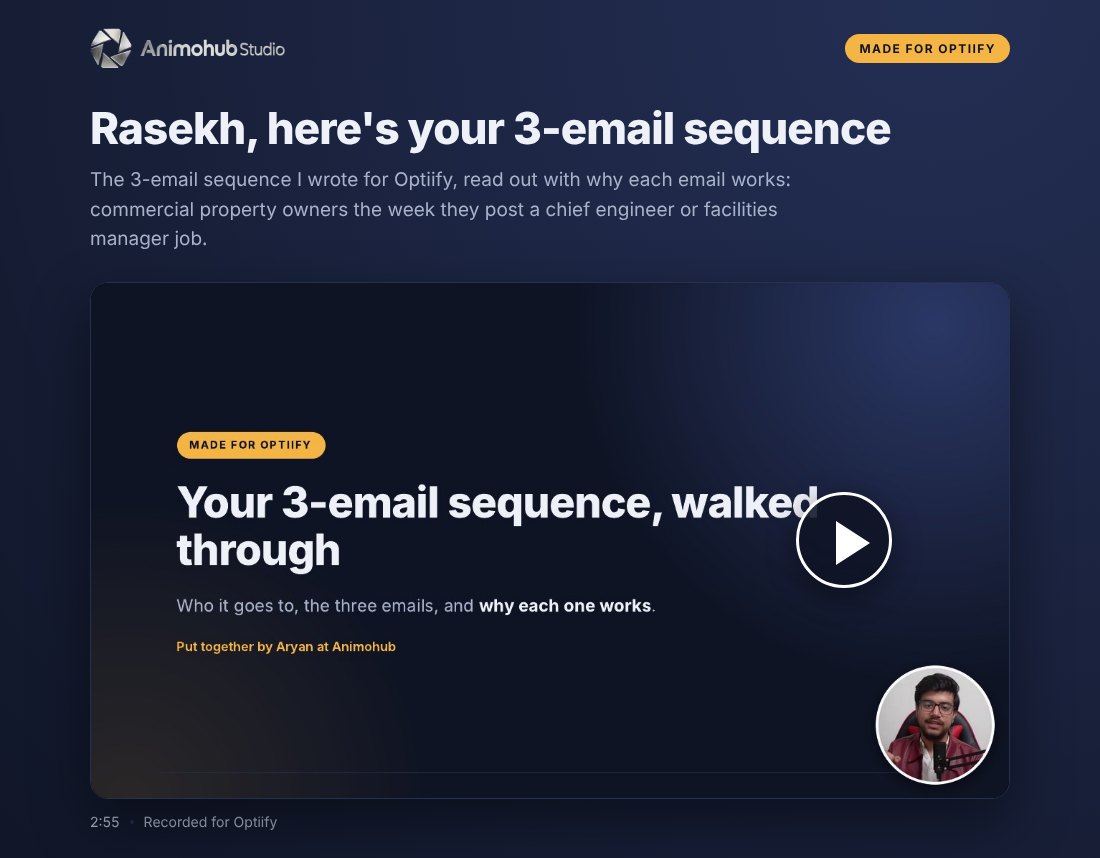 Animohub Studio
MADE FOR OPTIIFY
Rasekh, here's your 3-email sequence
The 3-email sequence I wrote for Optiify, read out with why each email works:
commercial property owners the week they post a chief engineer or facilities
manager job.
MADE FOR OPTIIFY
Your 3-email sequence, walked
through
Who it goes to, the three emails, and why each one works.
Put together by Aryan at Animohub
2:55 · Recorded for Optiify